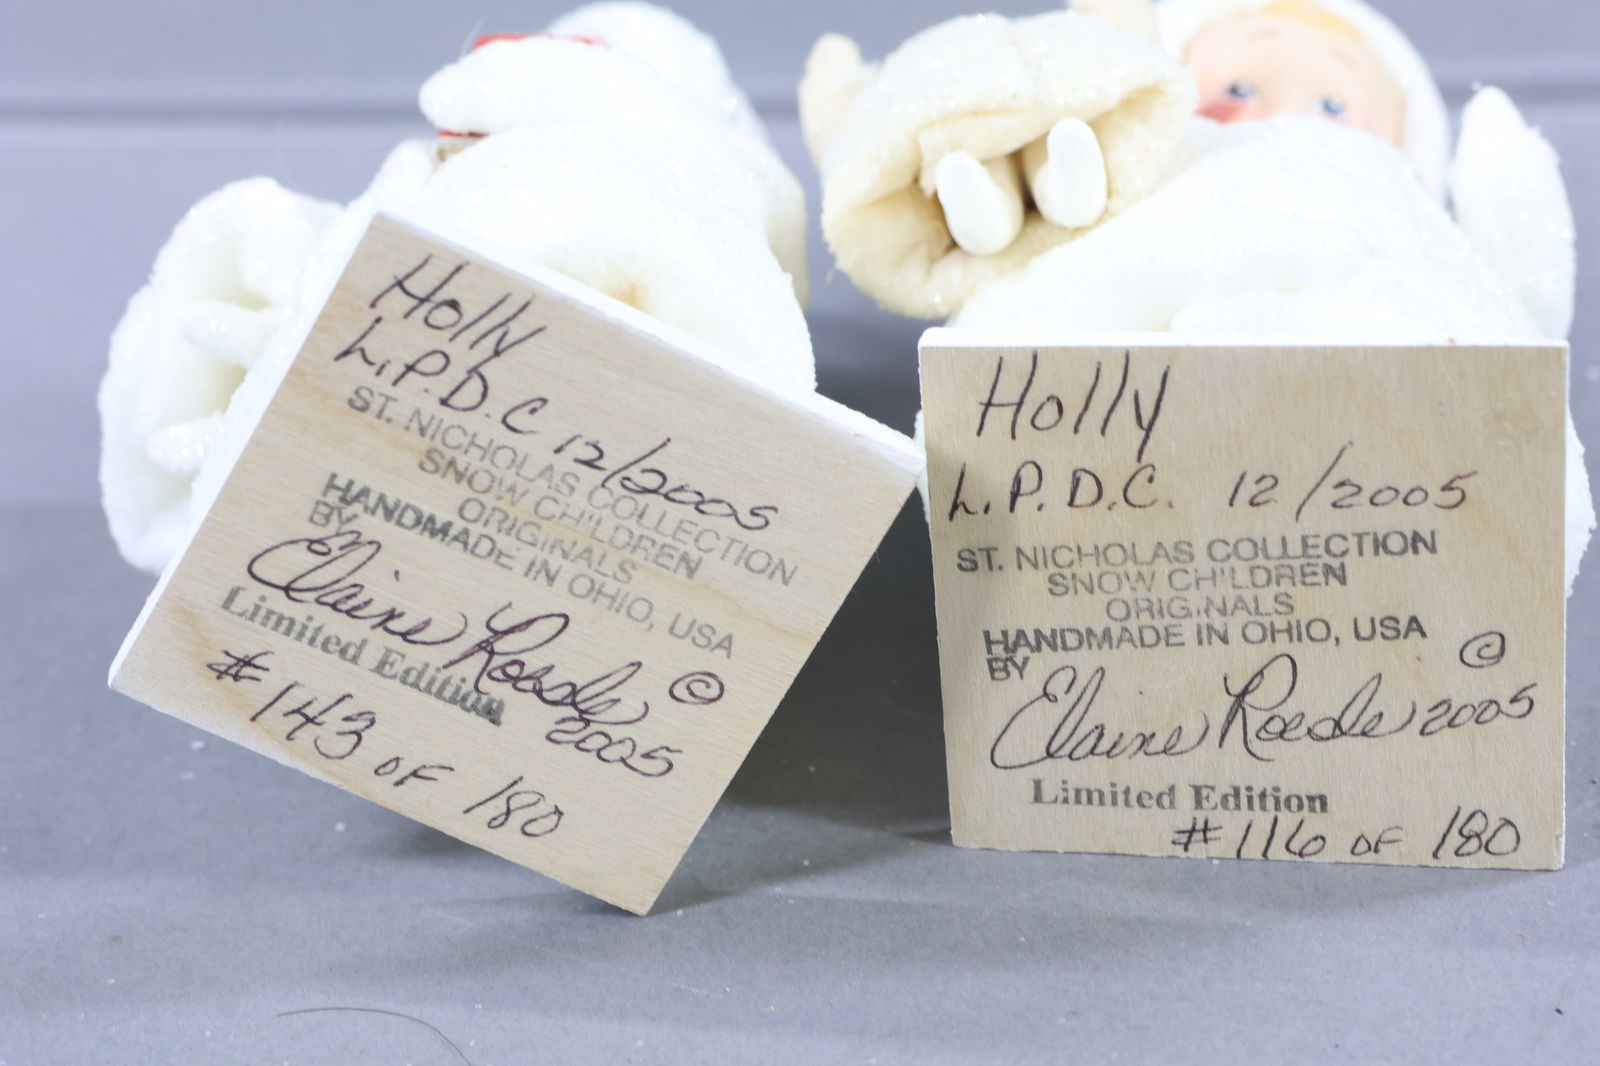 Holly
L.P.D.C 12/2005
ST. NICHOLAS COLLECTION
SNOW CHILDREN
ORIGINALS
HANDMADE IN OHIO, USA
BY
Elaine Roesle ©
2005
Limited Edition
#143 OF 180
Holly
L.P.D.C. 12/2005
ST. NICHOLAS COLLECTION
SNOW CHILDREN
ORIGINALS
HANDMADE IN OHIO, USA
BY ©
Elaine Roesle 2005
Limited Edition
#116 OF 180